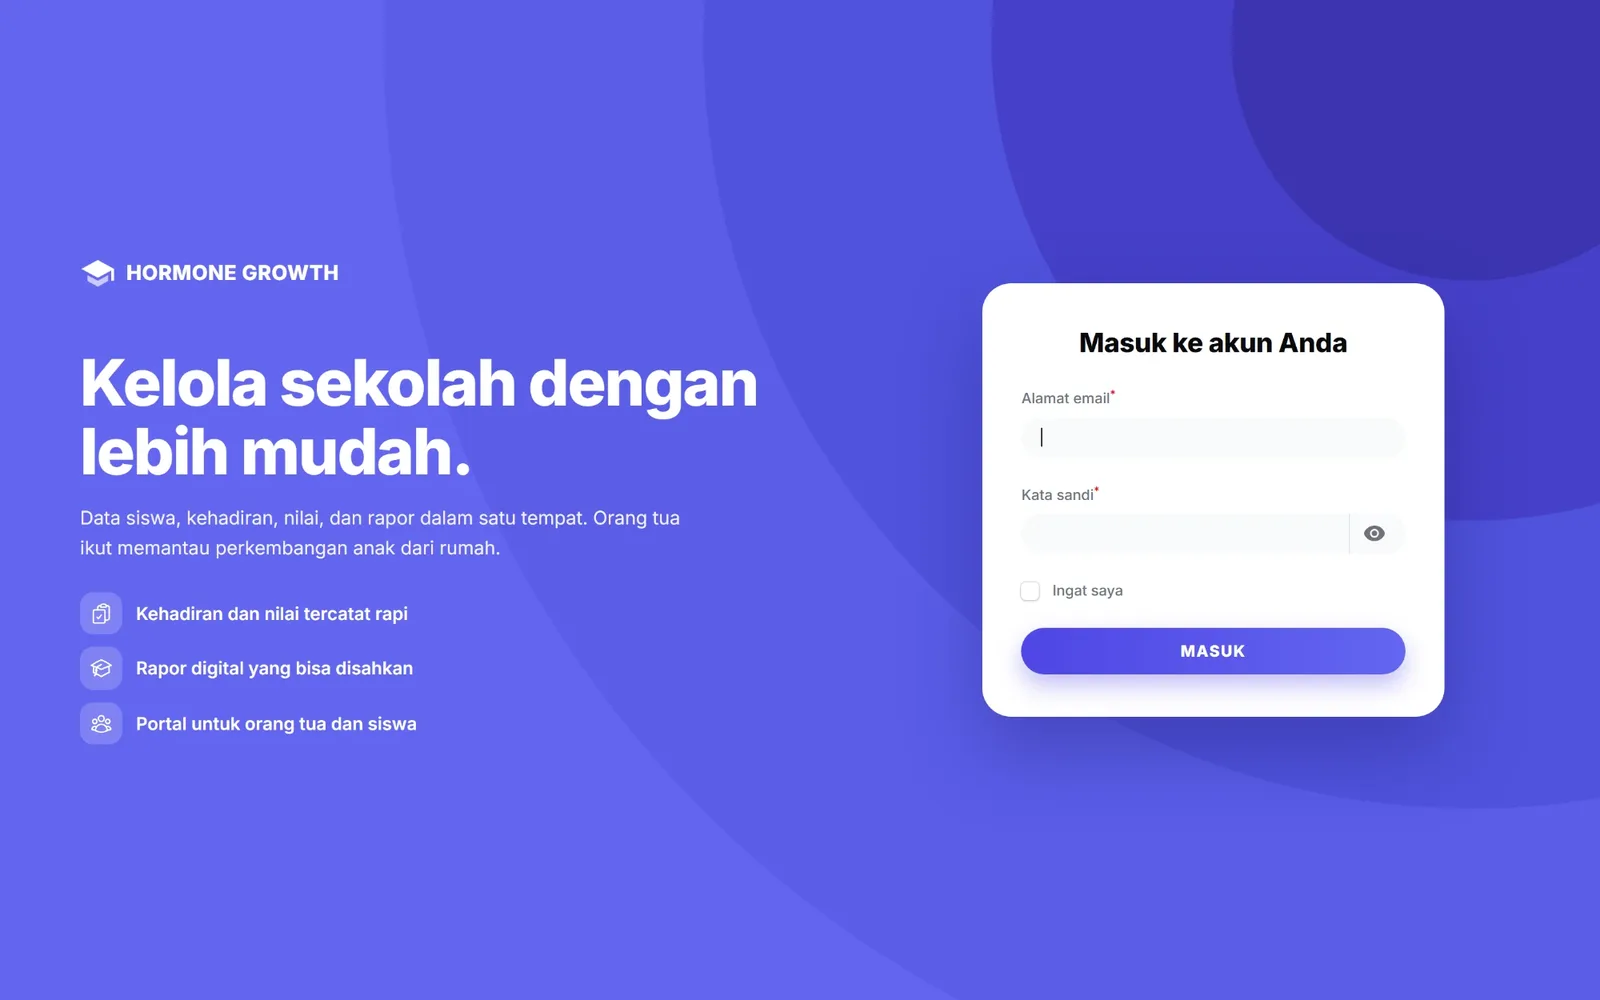 HORMONE GROWTH
Kelola sekolah dengan
lebih mudah.
Data siswa, kehadiran, nilai, dan rapor dalam satu tempat. Orang tua
ikut memantau perkembangan anak dari rumah.
Kehadiran dan nilai tercatat rapi
Rapor digital yang bisa disahkan
Portal untuk orang tua dan siswa
Masuk ke akun Anda
Alamat email*
Kata sandi*
Ingat saya
MASUK